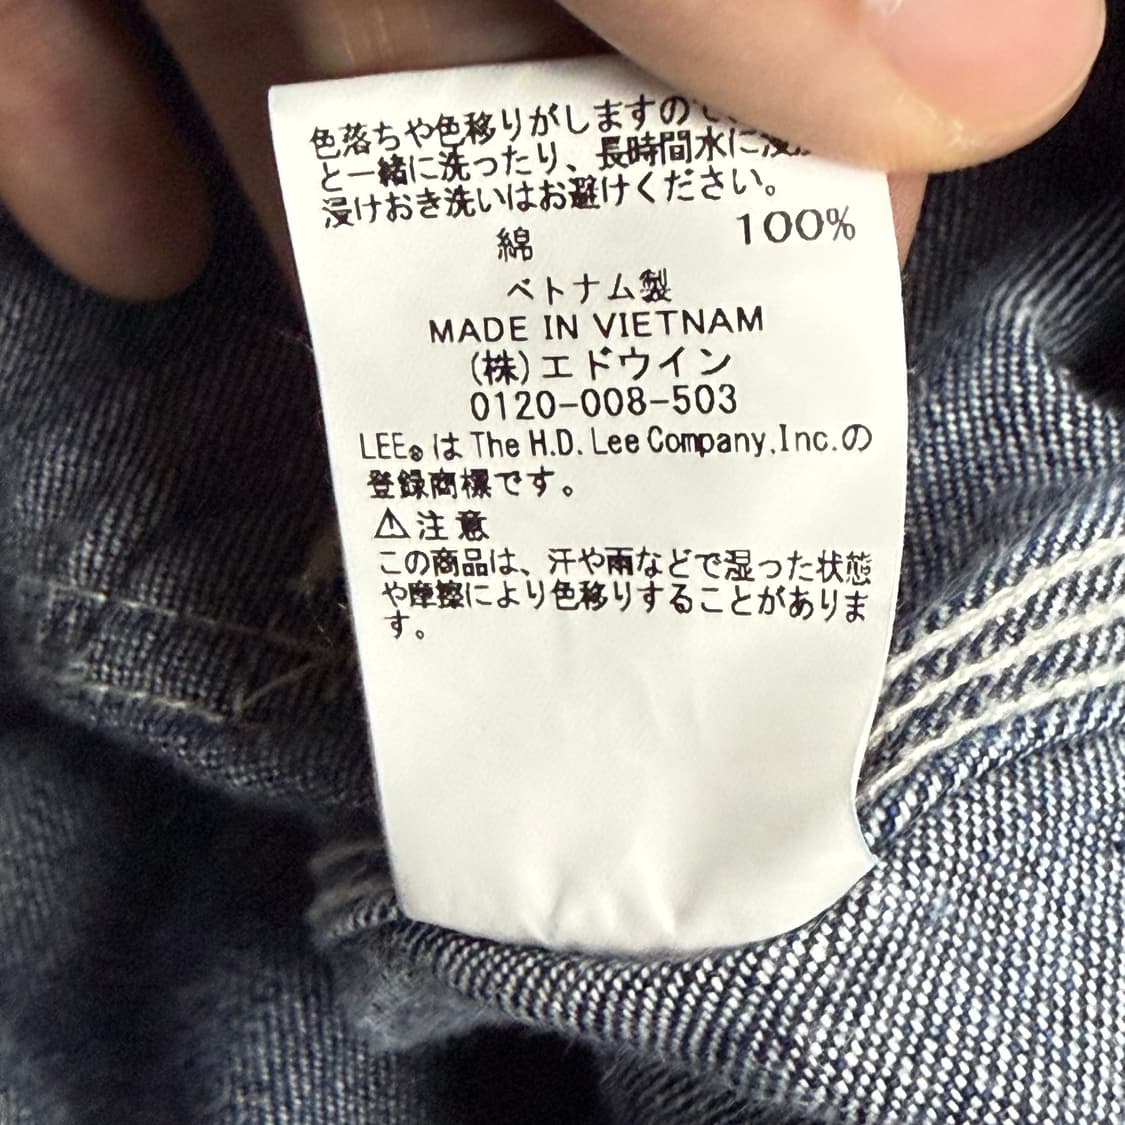 色落ちや色移りがしますので、
と一緒に洗ったり、長時間水に浸
浸けおき洗いはお避けください。
綿 100%
ベトナム製
MADE IN VIETNAM
(株)エドウイン
0120-008-503
LEE®は The H.D. Lee Company,Inc.の
登録商標です。
⚠注意
この商品は、汗や雨などで湿った状態
や摩擦により色移りすることがありま
す。